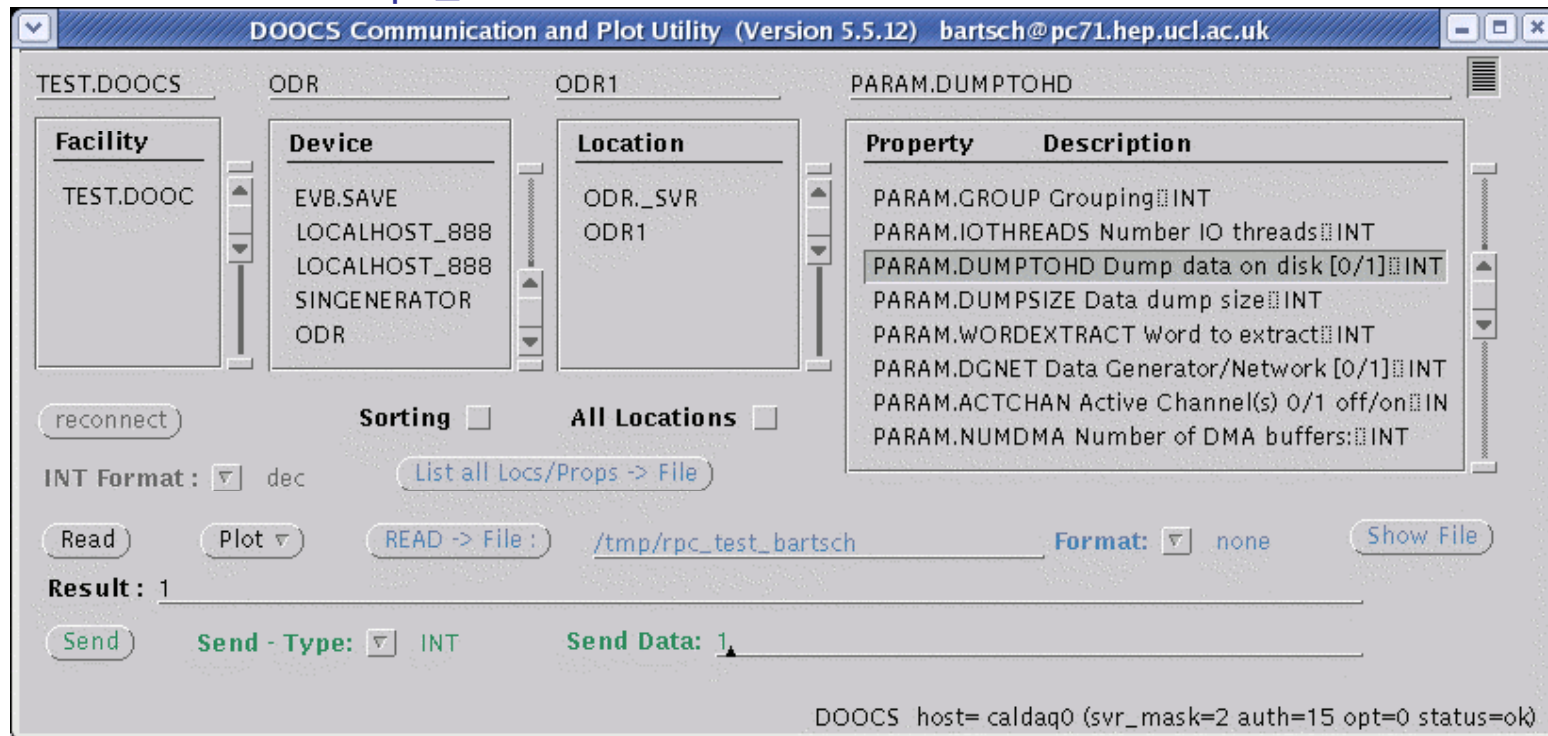 DOOCS Communication and Plot Utility (Version 5.5.12) bartsch@pc71.hep.ucl.ac.uk
TEST.DOOCS ODR ODR1 PARAM.DUMPTOHD
Facility Device Location Property Description
TEST.DOOC EVB.SAVE ODR._SVR PARAM.GROUP Grouping INT
LOCALHOST_888 ODR1 PARAM.IOTHREADS Number IO threads INT
LOCALHOST_888 PARAM.DUMPTOHD Dump data on disk [0/1] INT
SINGENERATOR PARAM.DUMPSIZE Data dump size INT
ODR PARAM.WORDEXTRACT Word to extract INT
PARAM.DGNET Data Generator/Network [0/1] INT
reconnect Sorting All Locations PARAM.ACTCHAN Active Channel(s) 0/1 off/on IN
PARAM.NUMDMA Number of DMA buffers: INT
INT Format : dec List all Locs/Props -> File
Read Plot READ -> File : /tmp/rpc_test_bartsch Format: none Show File
Result : 1
Send Send - Type: INT Send Data: 1
DOOCS host= caldaq0 (svr_mask=2 auth=15 opt=0 status=ok)